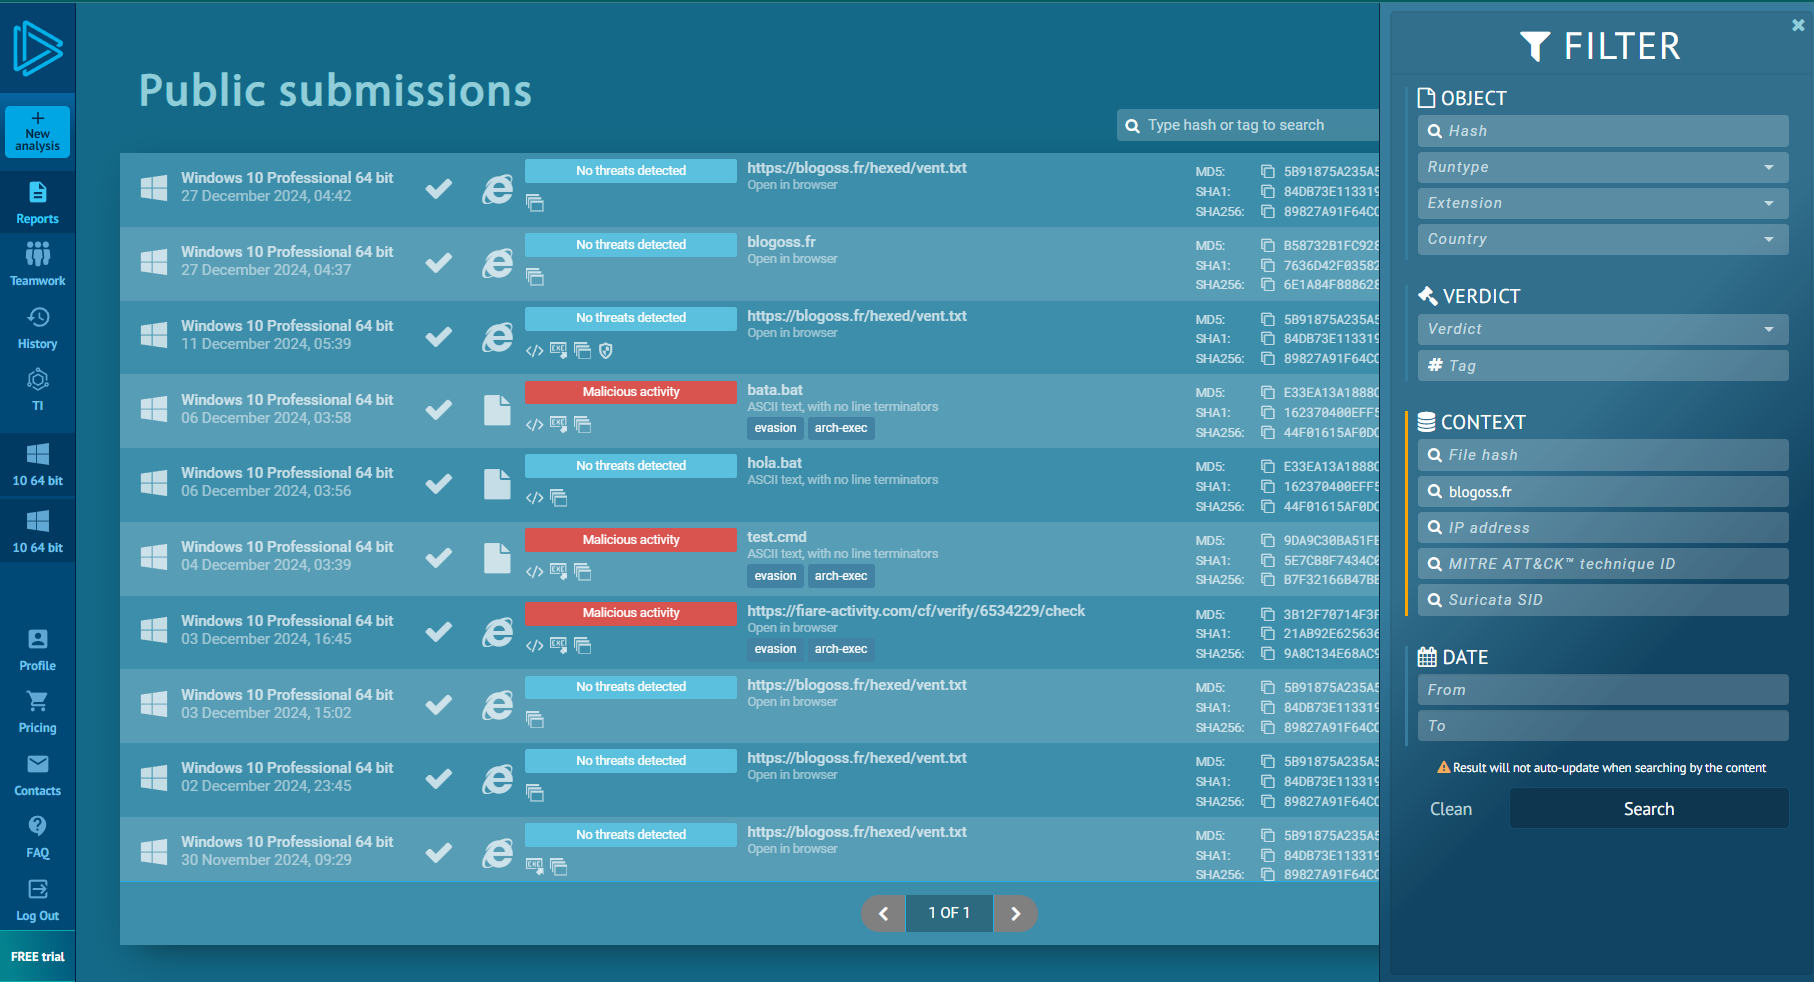 New
analysis
Reports
Teamwork
History
TI
10 64 bit
10 64 bit
Profile
Pricing
Contacts
FAQ
Log Out
FREE trial
Public submissions
Type hash or tag to search
Windows 10 Professional 64 bit
27 December 2024, 04:42
No threats detected
https://blogoss.fr/hexed/vent.txt
Open in browser
MD5: 5B91875A235A5
SHA1: 84DB73E113319
SHA256: 89827A91F64CC
Windows 10 Professional 64 bit
27 December 2024, 04:37
No threats detected
blogoss.fr
Open in browser
MD5: B58732B1FC928
SHA1: 7636D42F03582
SHA256: 6E1A84F888628
Windows 10 Professional 64 bit
11 December 2024, 05:39
No threats detected
https://blogoss.fr/hexed/vent.txt
Open in browser
MD5: 5B91875A235A5
SHA1: 84DB73E113319
SHA256: 89827A91F64CC
Windows 10 Professional 64 bit
06 December 2024, 03:58
Malicious activity
bata.bat
ASCII text, with no line terminators
evasion arch-exec
MD5: E33EA13A1888C
SHA1: 162370400EFF5
SHA256: 44F01615AF0DC
Windows 10 Professional 64 bit
06 December 2024, 03:56
No threats detected
hola.bat
ASCII text, with no line terminators
MD5: E33EA13A1888C
SHA1: 162370400EFF5
SHA256: 44F01615AF0DC
Windows 10 Professional 64 bit
04 December 2024, 03:39
Malicious activity
test.cmd
ASCII text, with no line terminators
evasion arch-exec
MD5: 9DA9C30BA51FE
SHA1: 5E7CB8F7434C0
SHA256: B7F32166B47BE
Windows 10 Professional 64 bit
03 December 2024, 16:45
Malicious activity
https://fiare-activity.com/cf/verify/6534229/check
Open in browser
evasion arch-exec
MD5: 3B12F70714F3F
SHA1: 21AB92E625636
SHA256: 9A8C134E68AC9
Windows 10 Professional 64 bit
03 December 2024, 15:02
No threats detected
https://blogoss.fr/hexed/vent.txt
Open in browser
MD5: 5B91875A235A5
SHA1: 84DB73E113319
SHA256: 89827A91F64CC
Windows 10 Professional 64 bit
02 December 2024, 23:45
No threats detected
https://blogoss.fr/hexed/vent.txt
Open in browser
MD5: 5B91875A235A5
SHA1: 84DB73E113319
SHA256: 89827A91F64CC
Windows 10 Professional 64 bit
30 November 2024, 09:29
No threats detected
https://blogoss.fr/hexed/vent.txt
Open in browser
MD5: 5B91875A235A5
SHA1: 84DB73E113319
SHA256: 89827A91F64CC
1 OF 1
FILTER
OBJECT
Hash
Runtype
Extension
Country
VERDICT
Verdict
# Tag
CONTEXT
File hash
blogoss.fr
IP address
MITRE ATT&CK™ technique ID
Suricata SID
DATE
From
To
Result will not auto-update when searching by the content
Clean
Search